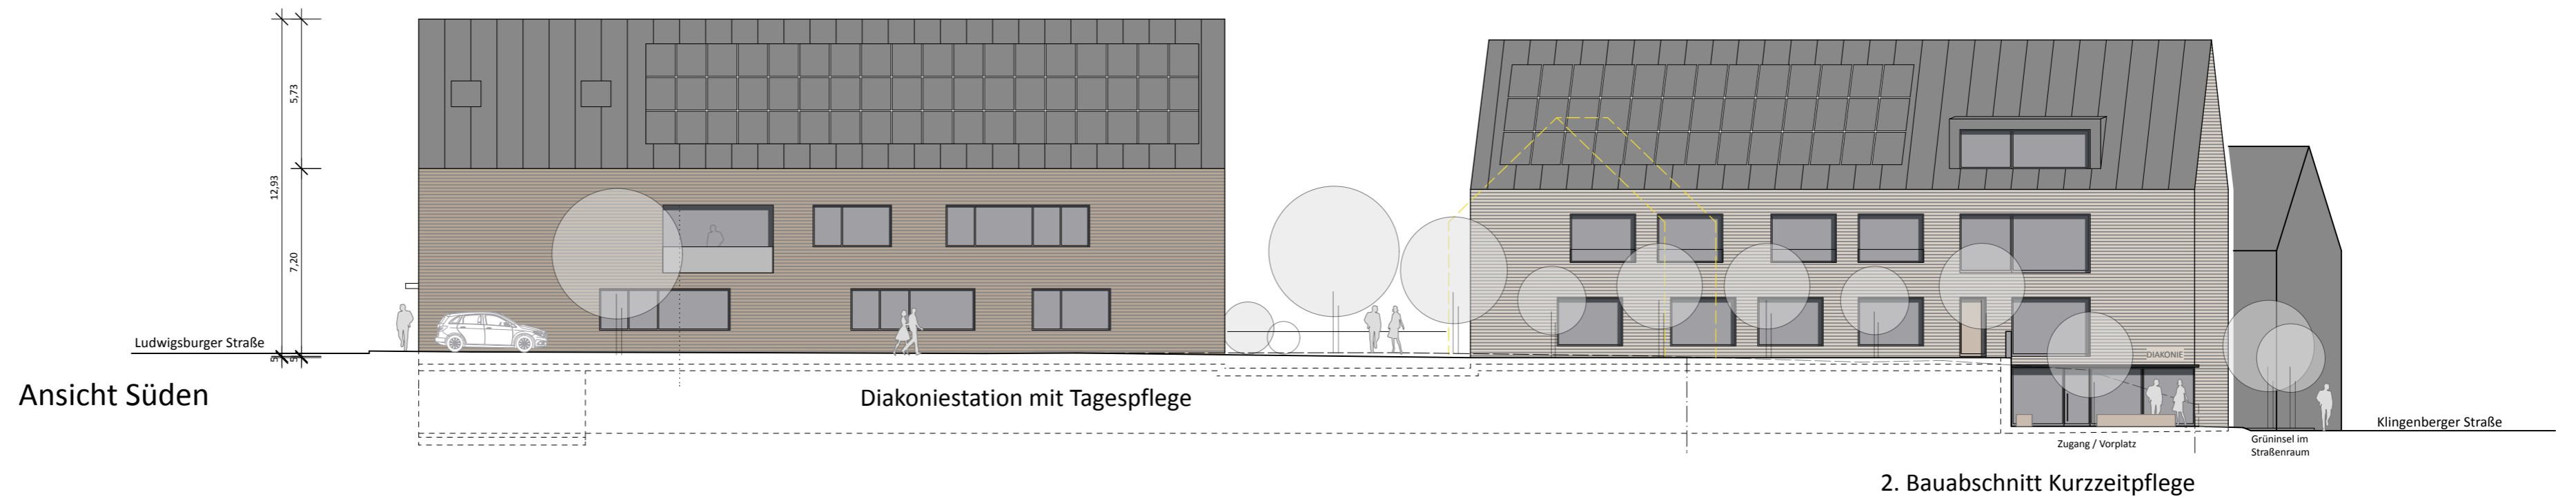 5,73
12,93
7,20
Ludwigsburger Straße
Ansicht Süden
Diakoniestation mit Tagespflege
DIAKONIE
Klingenberger Straße
Zugang / Vorplatz
Grüninsel im
Straßenraum
2. Bauabschnitt Kurzzeitpflege